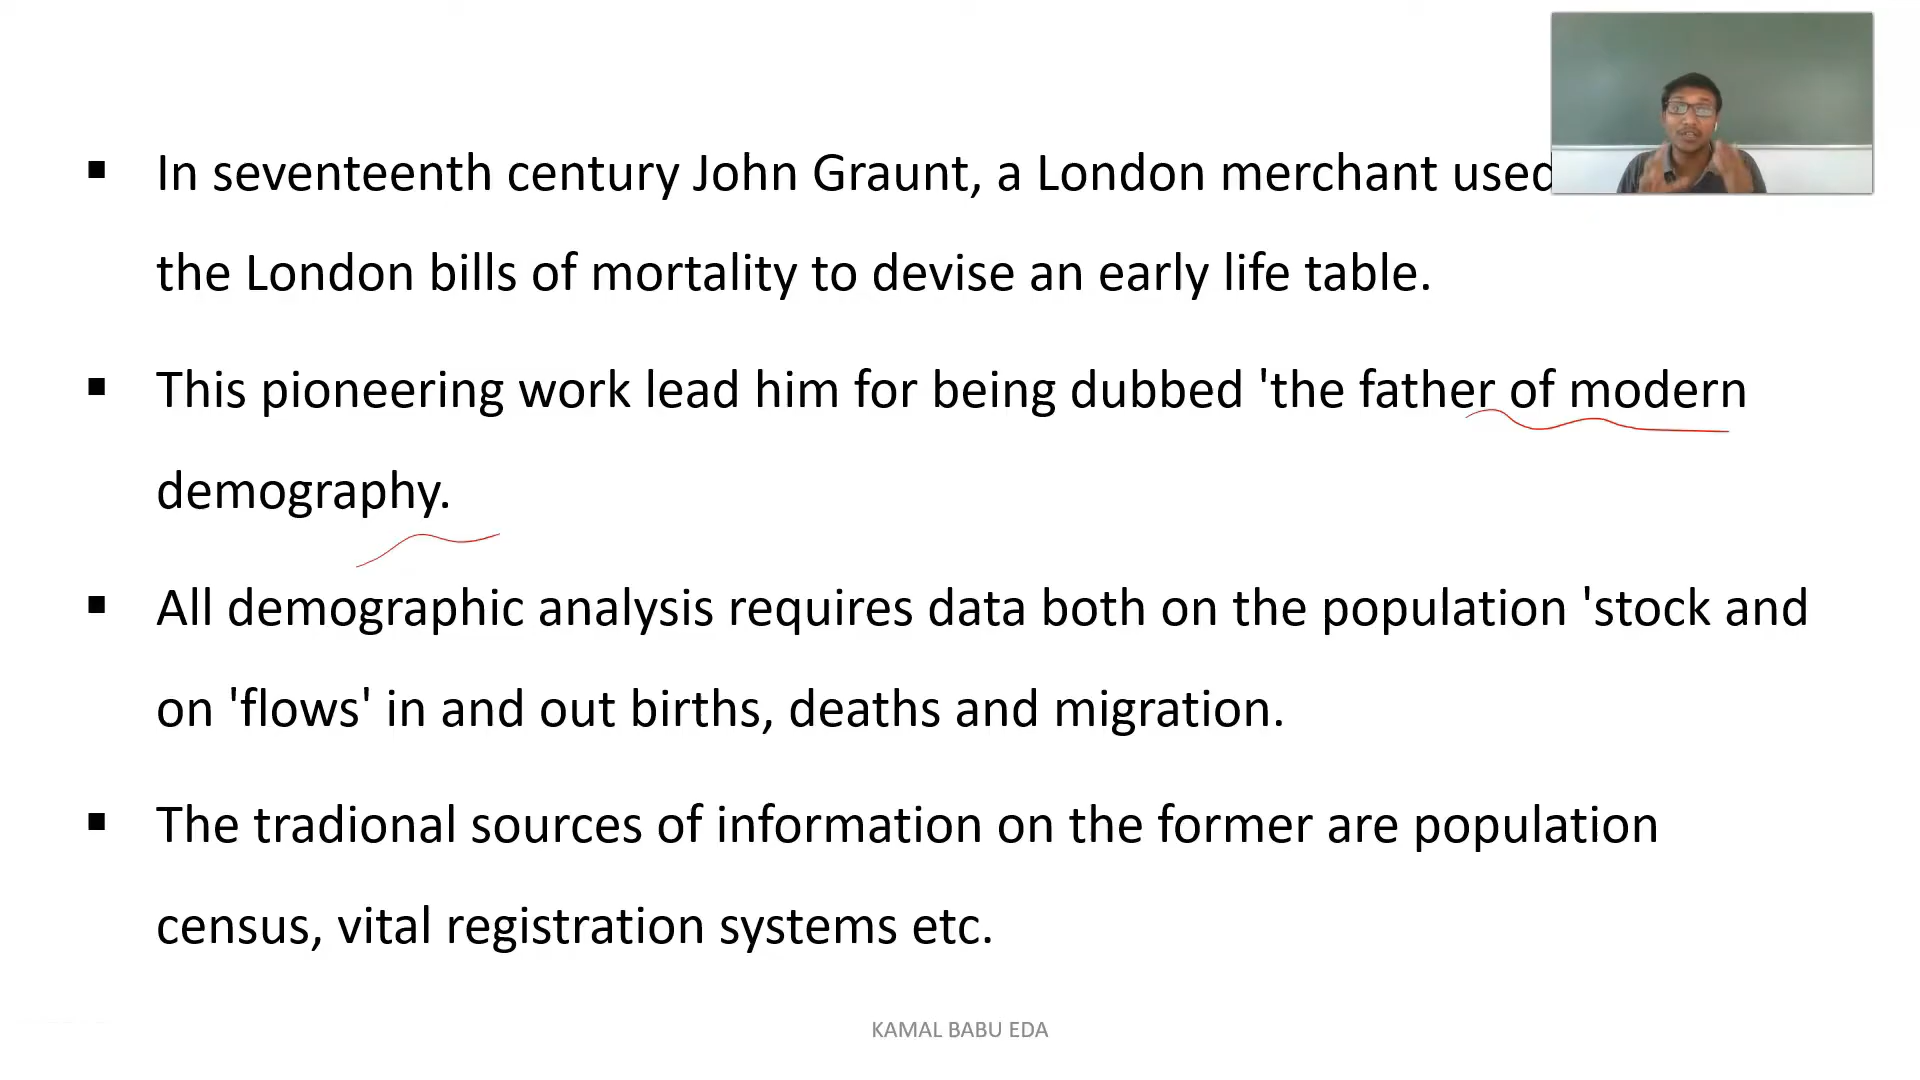 ▪ In seventeenth century John Graunt, a London merchant used
the London bills of mortality to devise an early life table.
▪ This pioneering work lead him for being dubbed 'the father of modern
demography.
▪ All demographic analysis requires data both on the population 'stock and
on 'flows' in and out births, deaths and migration.
▪ The tradional sources of information on the former are population
census, vital registration systems etc.
KAMAL BABU EDA